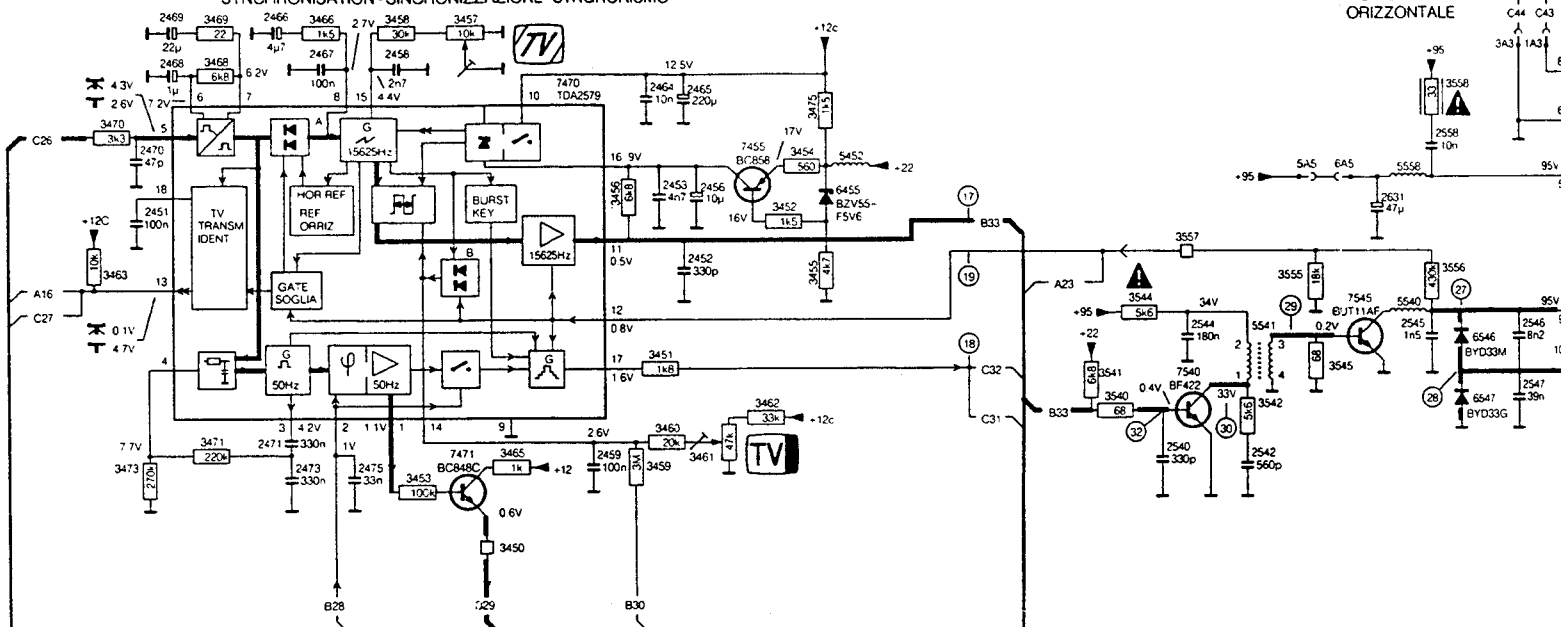 SYNCHRONISATION · SINCRONIZZAZIONE · SYNCHRONISMO
ORIZZONTALE
2469
22µ
3469
22
2466
4µ7
3466
1k5
2.7V
3458
30k
3457
10k
TV
2468
1µ
3468
6k8
6.2V
2467
100n
2458
2n7
4.4V
6
7
8
15
10
7470
TDA2579
12.5V
+12c
4.3V
2.6V
7.2V
C26
3470
3k3
5
2470
47p
A
G
15625Hz
2464
10n
2465
220µ
3475
1k5
17V
7455
BC858
3454
560
5452
+22
16
9V
3456
6k8
2453
4n7
2456
10µ
16V
3452
1k5
6455
BZV55-
F5V6
18
2451
100n
TV
TRANSM
IDENT
HOR REF
REF
ORRIZ
BURST
KEY
+12C
10k
3463
15625Hz
11
0.5V
2452
330p
3455
4k7
17
B33
19
A16
C27
13
GATE
SOGLIA
B
12
0.8V
A23
0.1V
4.7V
4
G
50Hz
φ
50Hz
G
17
1.6V
3451
1k8
18
C32
C31
B33
3
4.2V
2
1.1V
1
14
9
7.7V
3471
220k
2471
330n
3473
270k
2473
330n
1V
2475
33n
7471
BC848C
3465
1k
+12
3453
100k
0.6V
3450
2.6V
2459
100n
3460
20k
3461
3M
3459
47k
3462
33k
+12c
TV
B28
B30
C44
C43
3A3
1A3
+95
33
3558
2558
10n
+95
5A5
6A5
5558
95V
2631
47µ
3557
3555
18k
430k
3556
3544
5k6
+95
34V
2544
180n
+22
6k8
3541
5541
2
1
3
4
29
0.2V
7545
BUT11AF
5540
27
95V
68
3545
2545
1n5
6546
BYD33M
2546
8n2
28
6547
BYD33G
2547
39n
3540
68
0.4V
7540
BF422
33V
30
32
5k6
3542
2540
330p
2542
560p